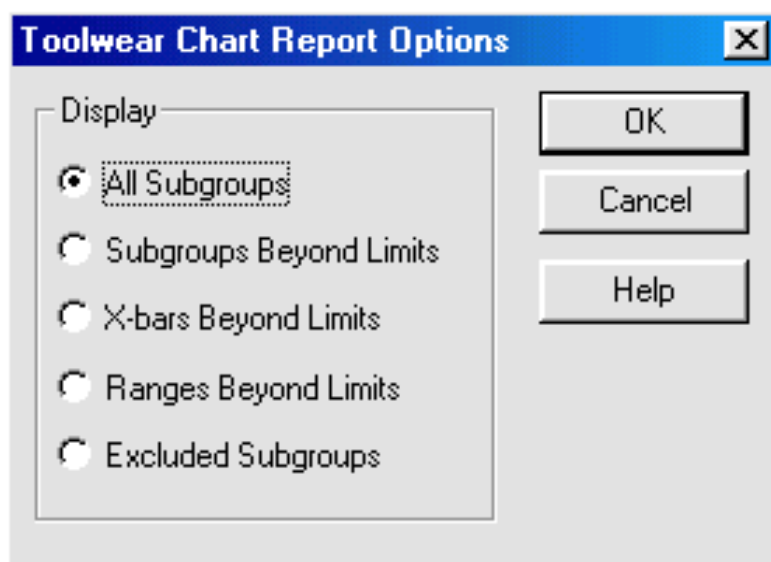 Toolwear Chart Report Options
Display
All Subgroups
Subgroups Beyond Limits
X-bars Beyond Limits
Ranges Beyond Limits
Excluded Subgroups
OK
Cancel
Help